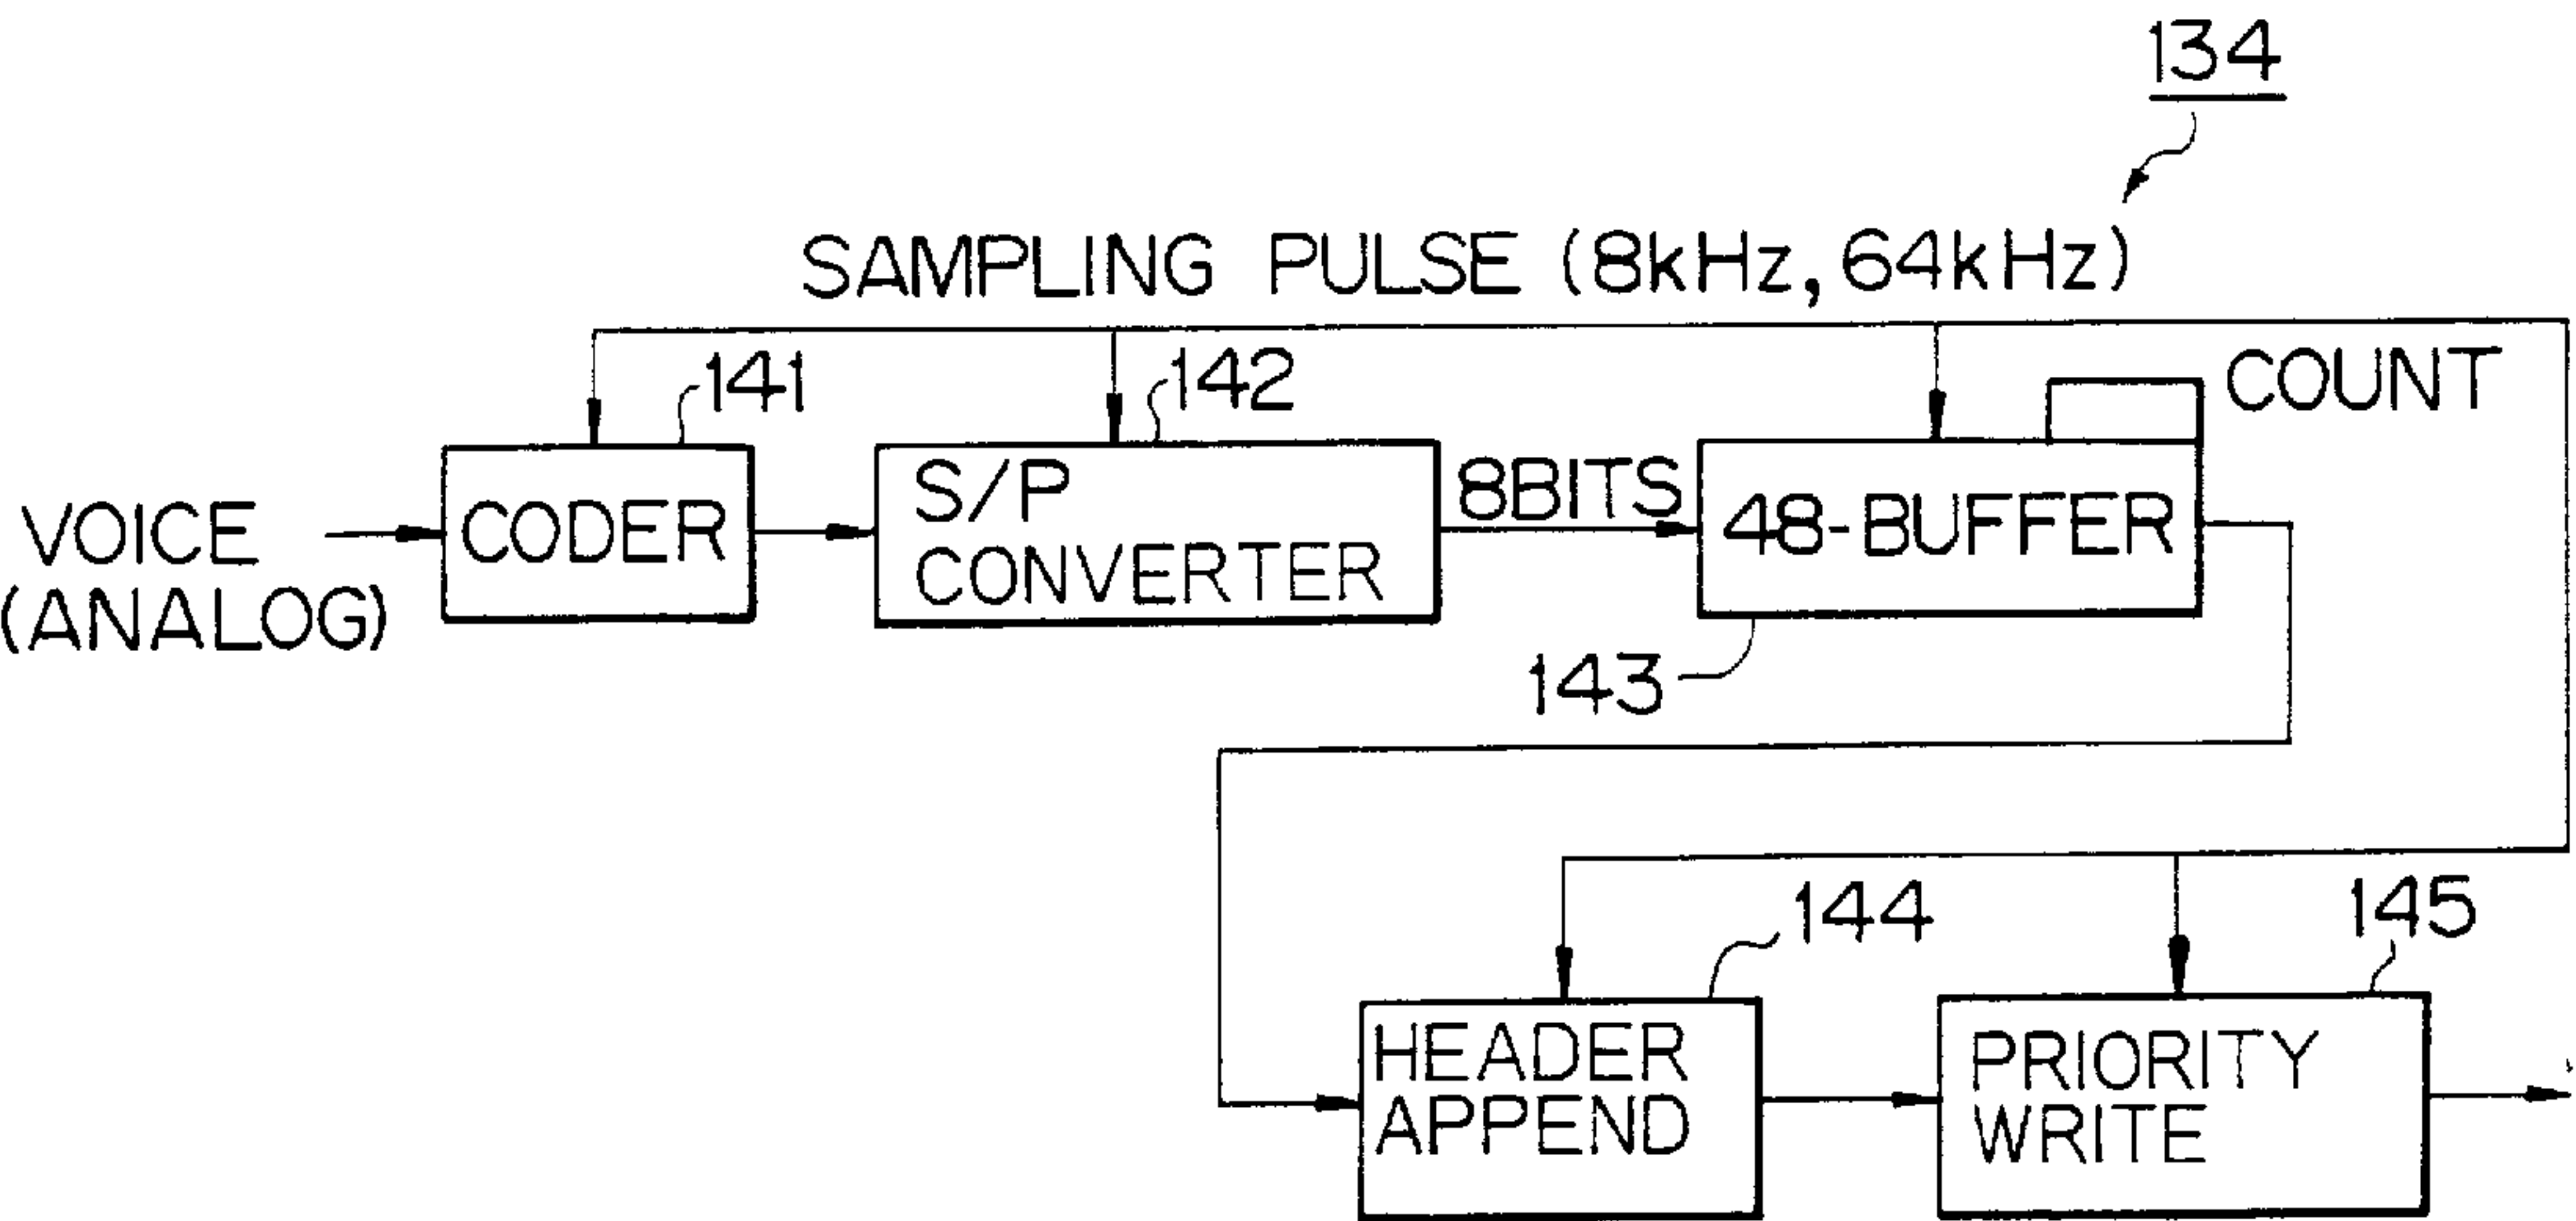 134
SAMPLING PULSE (8kHz, 64kHz)
COUNT
141
142
VOICE
(ANALOG)
CODER
S/P
CONVERTER
8BITS
48-BUFFER
143
144
145
HEADER
APPEND
PRIORITY
WRITE